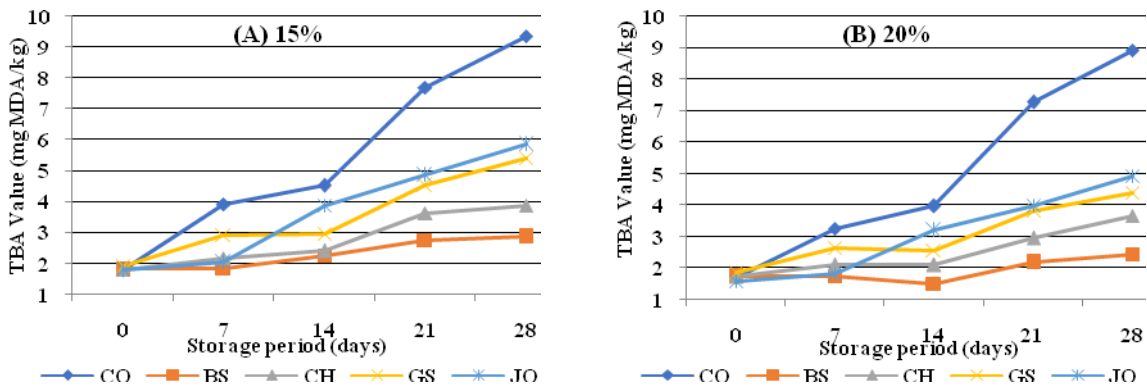 (A) 15%
TBA Value (mg MDA/kg)
10
9
8
7
6
5
4
3
2
1
0 7 14 21 28
Storage period (days)
CO BS CH GS JO
(B) 20%
TBA Value (mg MDA/kg)
10
9
8
7
6
5
4
3
2
1
0 7 14 21 28
Storage period (days)
CO BS CH GS JO